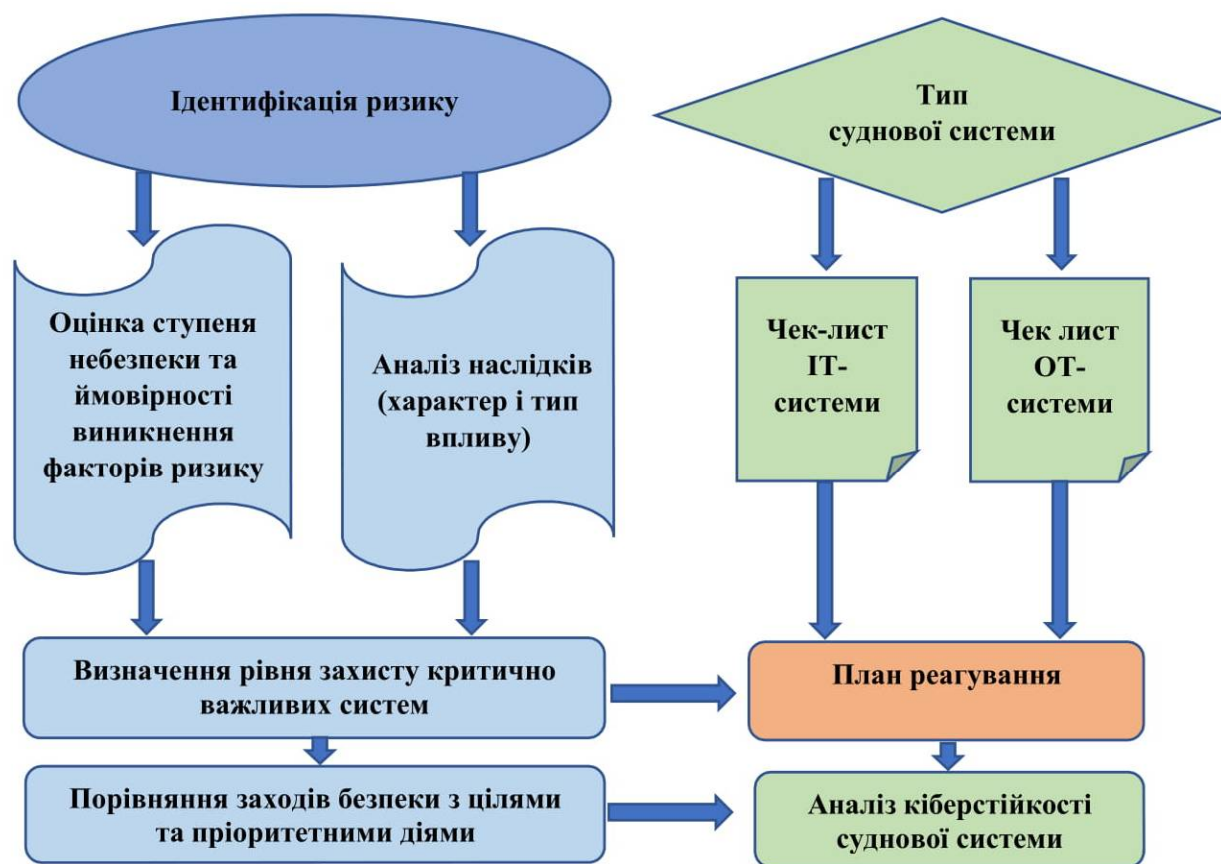 Ідентифікація ризику
Тип
суднової системи
Оцінка ступеня
небезпеки та
ймовірності
виникнення
факторів ризику
Аналіз наслідків
(характер і тип
впливу)
Чек-лист
ІТ-
системи
Чек лист
ОТ-
системи
Визначення рівня захисту критично
важливих систем
План реагування
Порівняння заходів безпеки з цілями
та пріоритетними діями
Аналіз кіберстійкості
суднової системи